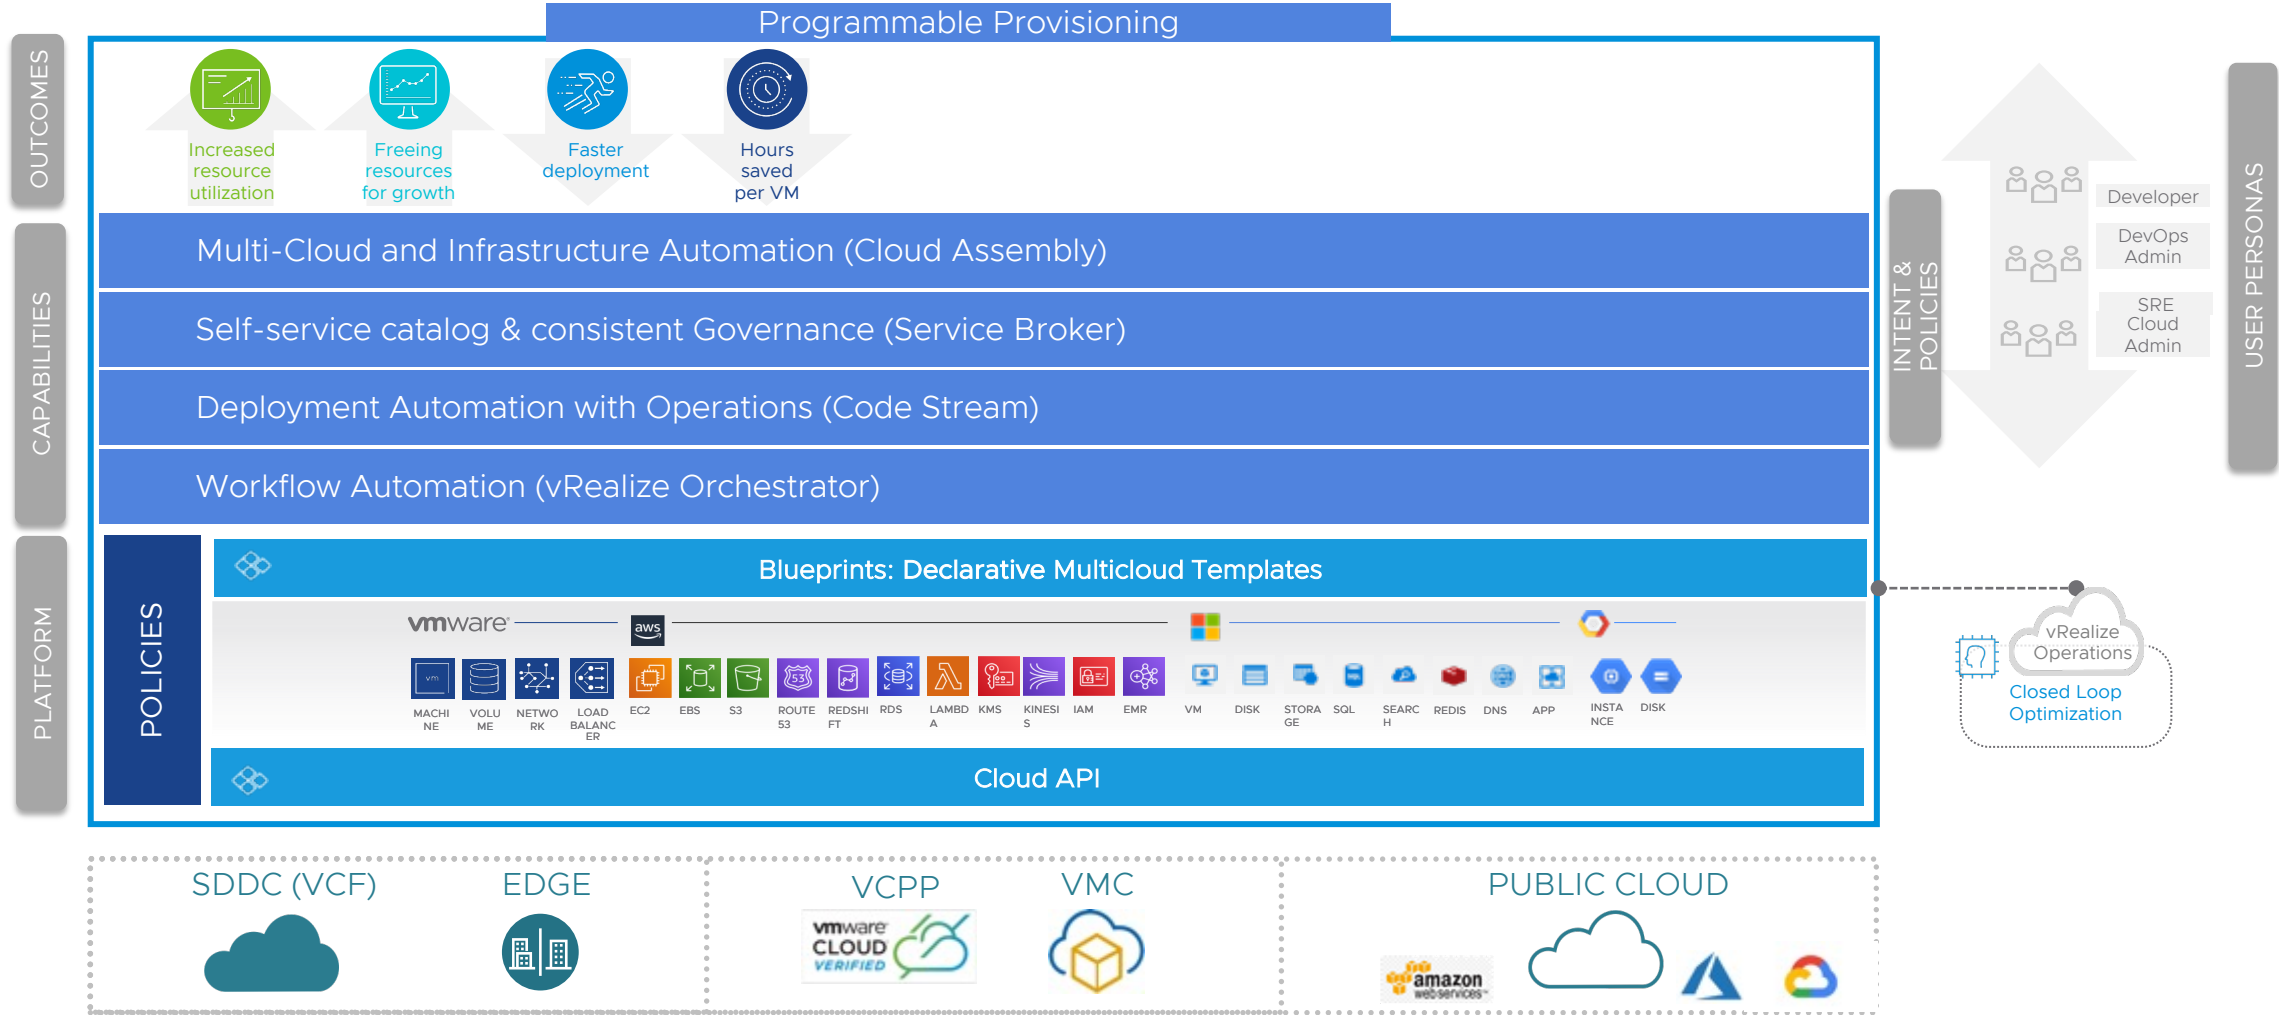 Programmable Provisioning
OUTCOMES
Increased
resource
utilization
Freeing
resources
for growth
Faster
deployment
Hours
saved
per VM
CAPABILITIES
Multi-Cloud and Infrastructure Automation (Cloud Assembly)
Self-service catalog & consistent Governance (Service Broker)
Deployment Automation with Operations (Code Stream)
Workflow Automation (vRealize Orchestrator)
INTENT &
POLICIES
Developer
DevOps
Admin
SRE
Cloud
Admin
USER PERSONAS
PLATFORM
POLICIES
Blueprints: Declarative Multicloud Templates
vmware
aws
vm
53
MACHI
NE
VOLU
ME
NETWO
RK
LOAD
BALANC
ER
EC2
EBS
S3
ROUTE
53
REDSHI
FT
RDS
LAMBD
A
KMS
KINESI
S
IAM
EMR
VM
DISK
STORA
GE
SQL
SEARC
H
REDIS
DNS
APP
INSTA
NCE
DISK
Cloud API
vRealize
Operations
Closed Loop
Optimization
SDDC (VCF)
EDGE
VCPP
vmware
CLOUD
VERIFIED
VMC
PUBLIC CLOUD
amazon
webservices™